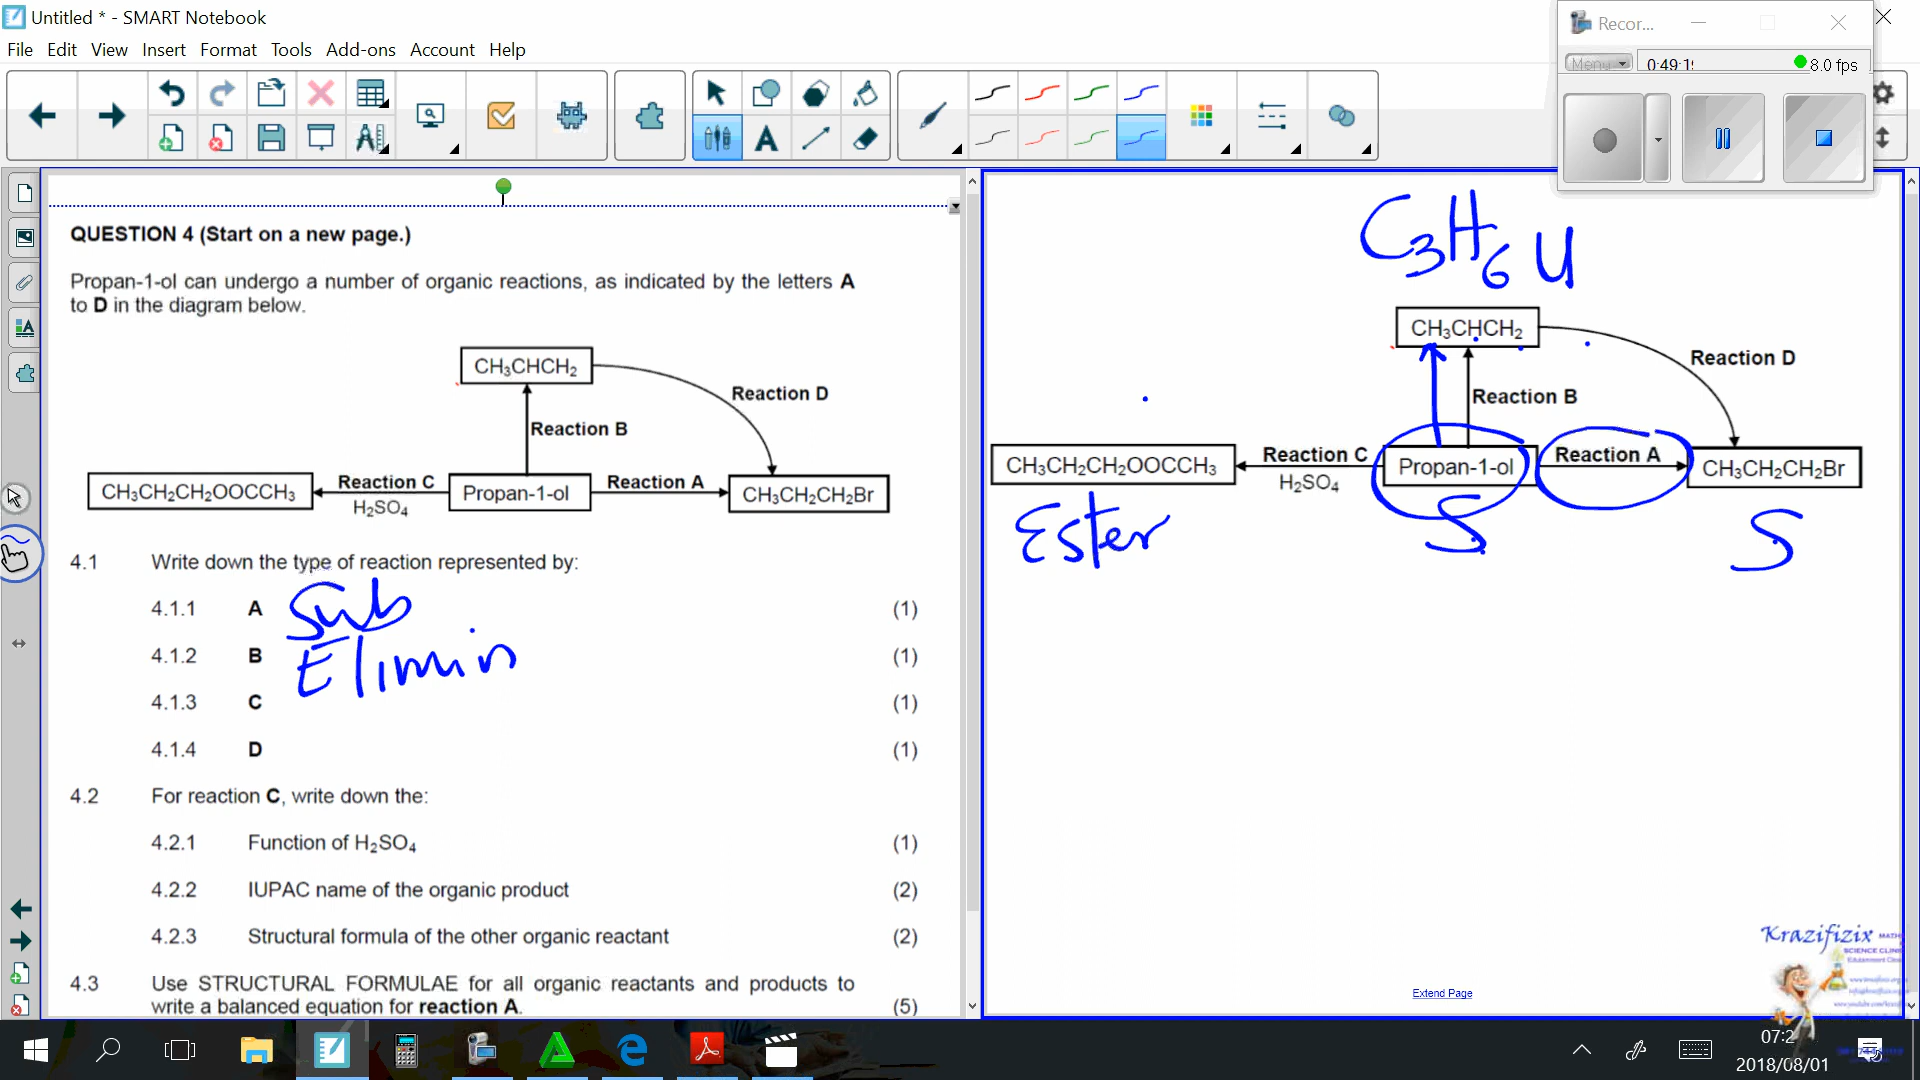 Untitled * - SMART Notebook
File Edit View Insert Format Tools Add-ons Account Help
Recor...
Menu
0:49:1
8.0 fps
QUESTION 4 (Start on a new page.)
Propan-1-ol can undergo a number of organic reactions, as indicated by the letters A
to D in the diagram below.
CH₃CHCH₂
Reaction D
Reaction B
CH₃CH₂CH₂OOCCH₃
Reaction C
H₂SO₄
Propan-1-ol
Reaction A
CH₃CH₂CH₂Br
4.1 Write down the type of reaction represented by:
4.1.1 A Sub (1)
4.1.2 B Elimin (1)
4.1.3 C (1)
4.1.4 D (1)
4.2 For reaction C, write down the:
4.2.1 Function of H₂SO₄ (1)
4.2.2 IUPAC name of the organic product (2)
4.2.3 Structural formula of the other organic reactant (2)
4.3 Use STRUCTURAL FORMULAE for all organic reactants and products to
write a balanced equation for reaction A. (5)
C₃H₆ U
CH₃CHCH₂
Reaction D
Reaction B
CH₃CH₂CH₂OOCCH₃
Reaction C
H₂SO₄
Propan-1-ol
Reaction A
CH₃CH₂CH₂Br
Ester
S
S
Krazifizix
SCIENCE CLINIC
Extend Page
07:2
2018/08/01